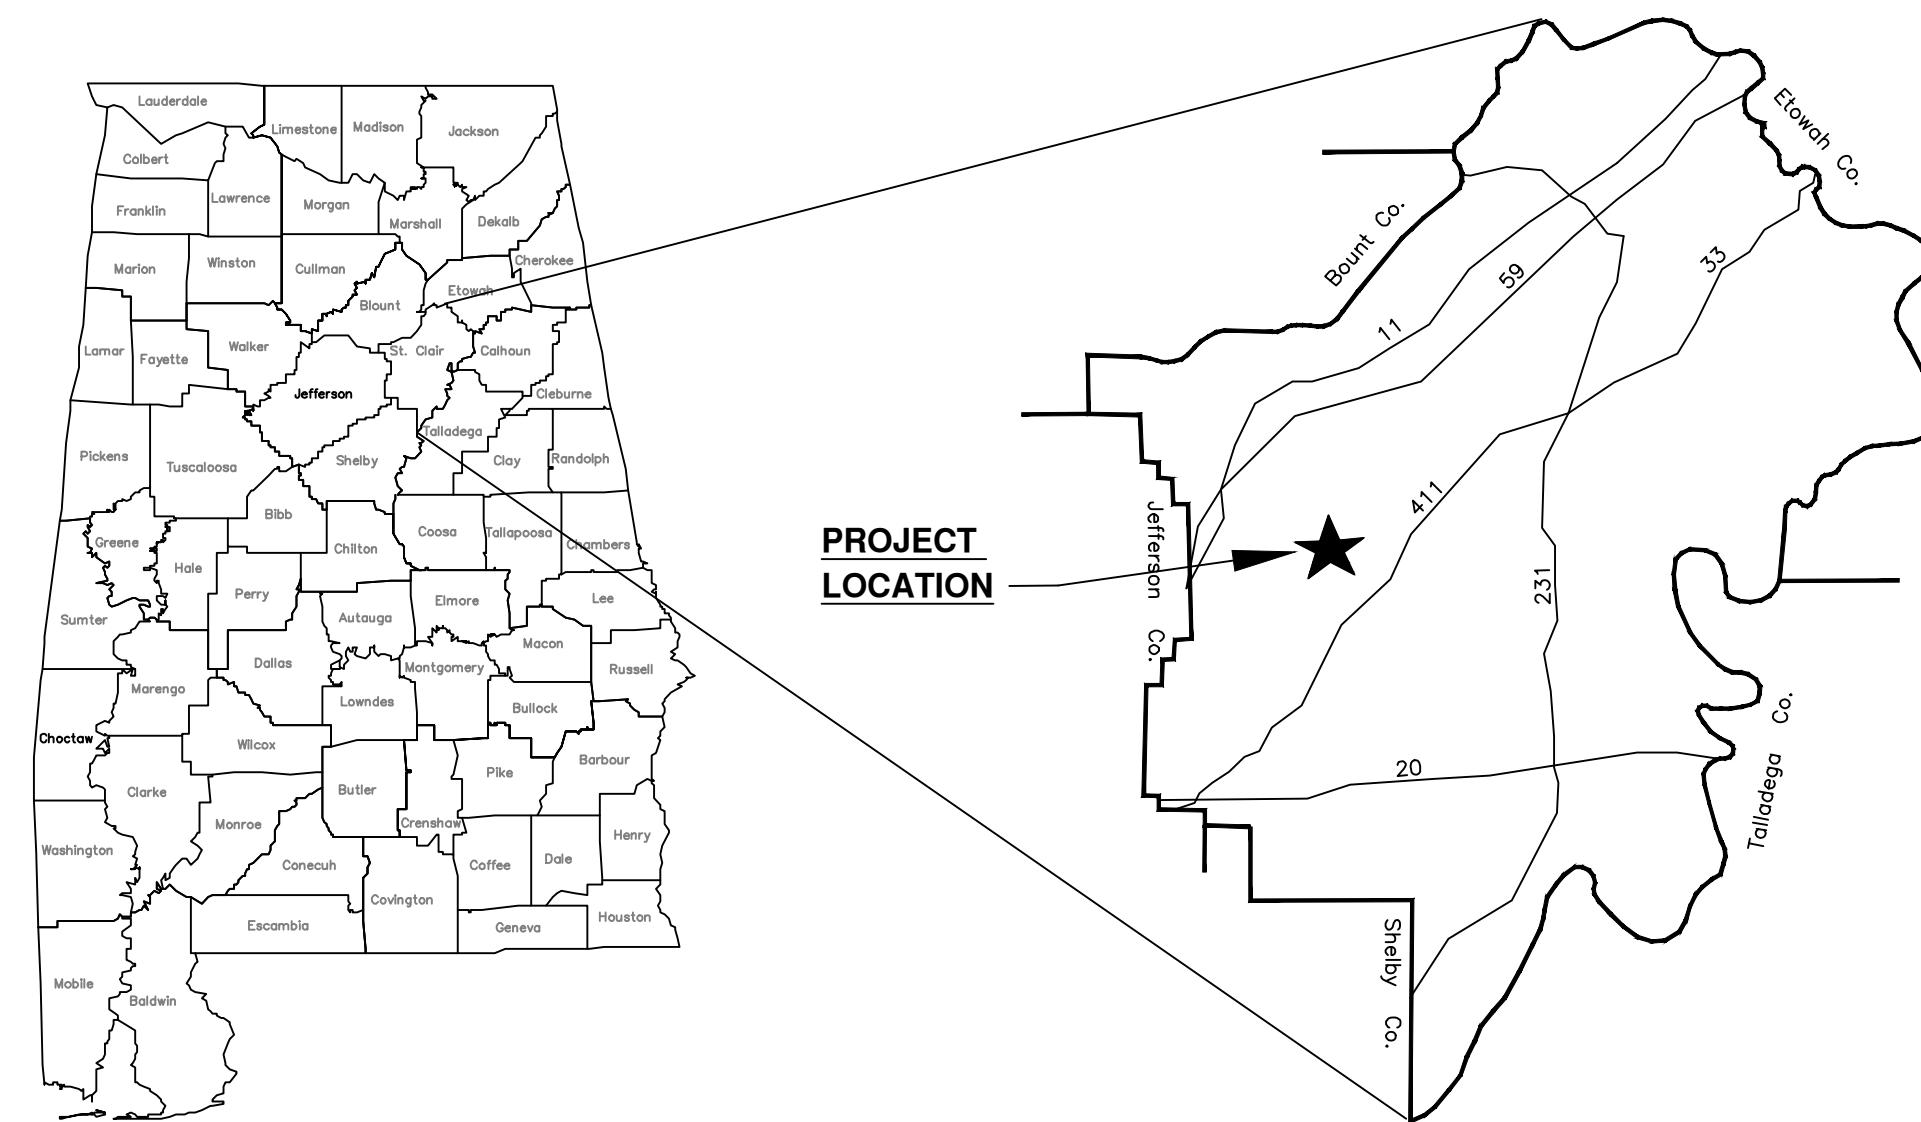 Lauderdale
Limestone
Madison
Jackson
Colbert
Lawrence
Franklin
Morgan
Marshall
Dekalb
Marion
Winston
Cullman
Cherokee
Etowah
Blount
Lamar
Fayette
Walker
St. Clair
Calhoun
Jefferson
Cleburne
Talladega
Pickens
Tuscaloosa
Shelby
Clay
Randolph
Bibb
Greene
Chilton
Coosa
Tallapoosa
Chambers
Hale
Perry
Elmore
Lee
Sumter
Autauga
Macon
Dallas
Montgomery
Russell
Marengo
Lowndes
Bullock
Choctaw
Wilcox
Barbour
Clarke
Butler
Pike
Monroe
Crenshaw
Henry
Washington
Conecuh
Coffee
Dale
Covington
Escambia
Geneva
Houston
Mobile
Baldwin
PROJECT
LOCATION
Etowah Co.
Bount Co.
33
59
11
411
Jefferson Co.
231
20
Talladega Co.
Shelby Co.